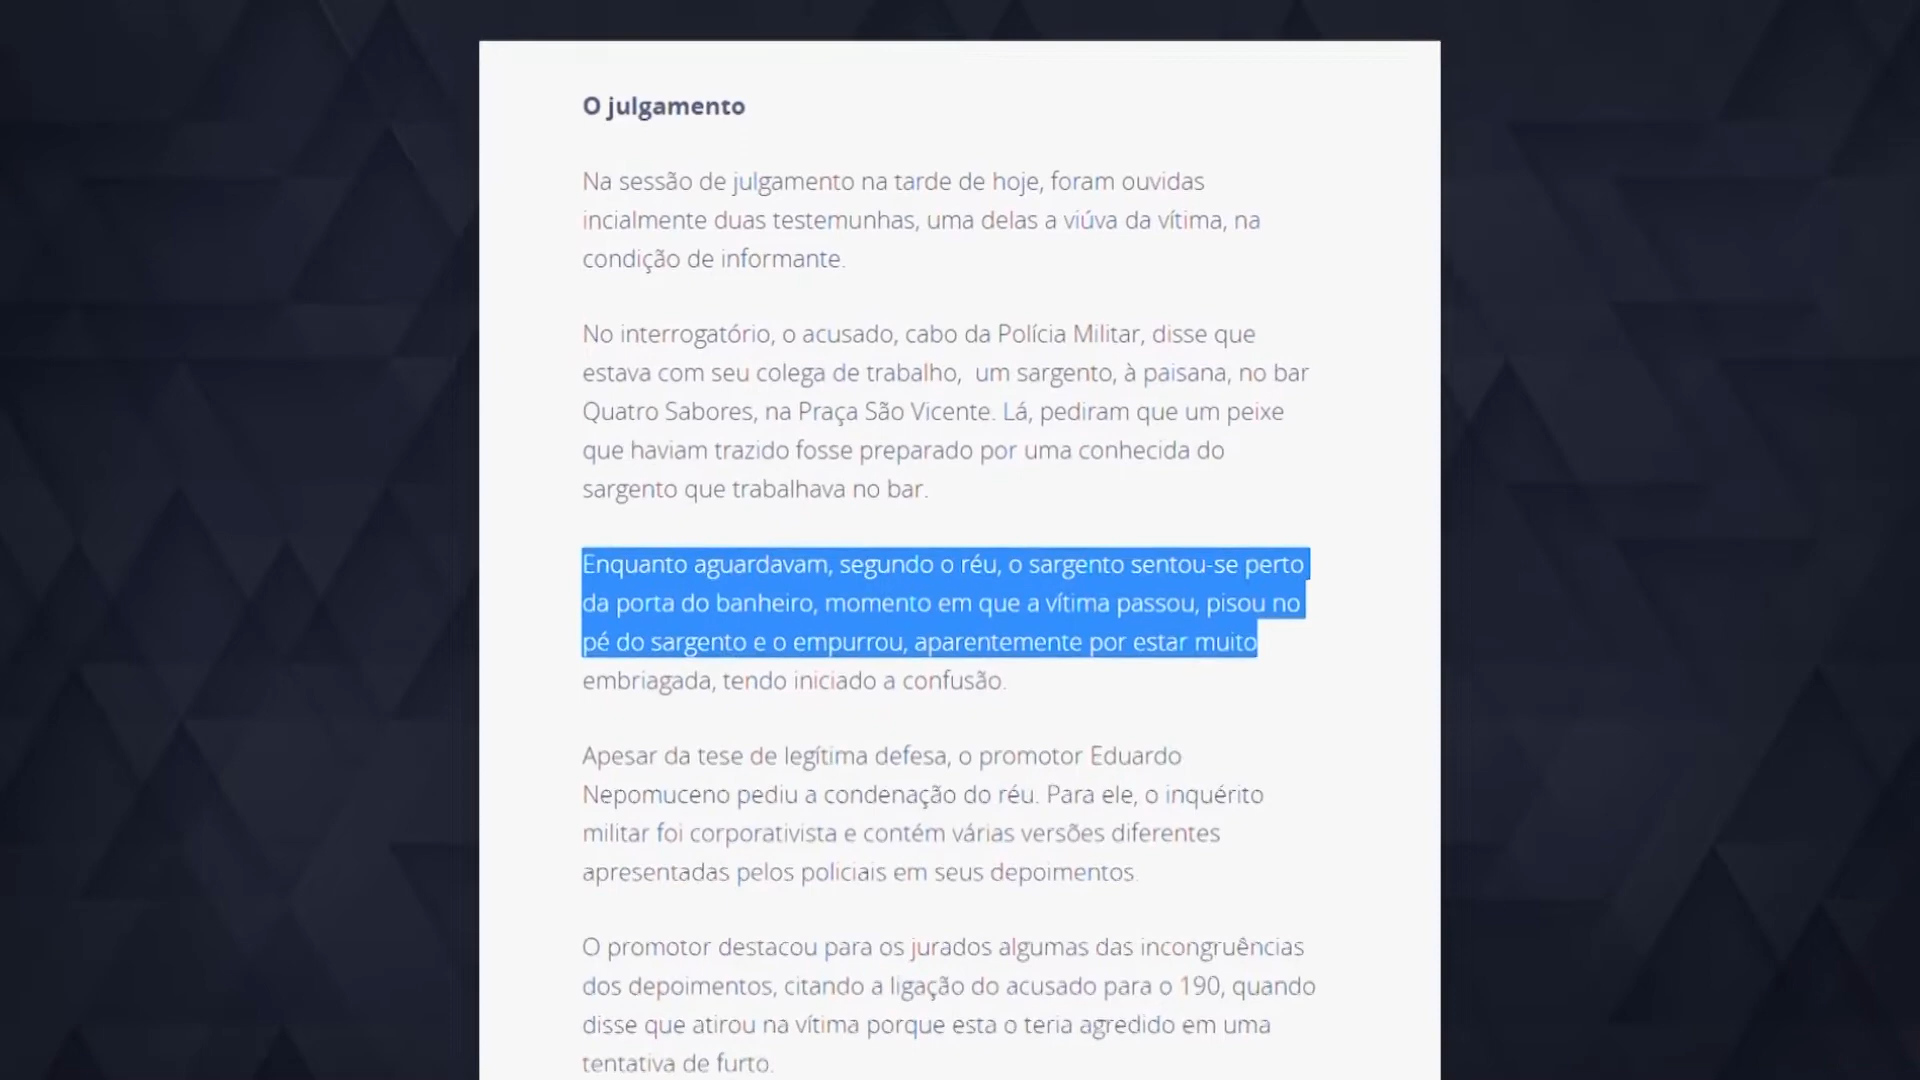 O julgamento
Na sessão de julgamento na tarde de hoje, foram ouvidas
incialmente duas testemunhas, uma delas a viúva da vítima, na
condição de informante.
No interrogatório, o acusado, cabo da Polícia Militar, disse que
estava com seu colega de trabalho, um sargento, à paisana, no bar
Quatro Sabores, na Praça São Vicente. Lá, pediram que um peixe
que haviam trazido fosse preparado por uma conhecida do
sargento que trabalhava no bar.
Enquanto aguardavam, segundo o réu, o sargento sentou-se perto
da porta do banheiro, momento em que a vítima passou, pisou no
pé do sargento e o empurrou, aparentemente por estar muito
embriagada, tendo iniciado a confusão.
Apesar da tese de legítima defesa, o promotor Eduardo
Nepomuceno pediu a condenação do réu. Para ele, o inquérito
militar foi corporativista e contém várias versões diferentes
apresentadas pelos policiais em seus depoimentos.
O promotor destacou para os jurados algumas das incongruências
dos depoimentos, citando a ligação do acusado para o 190, quando
disse que atirou na vítima porque esta o teria agredido em uma
tentativa de furto.